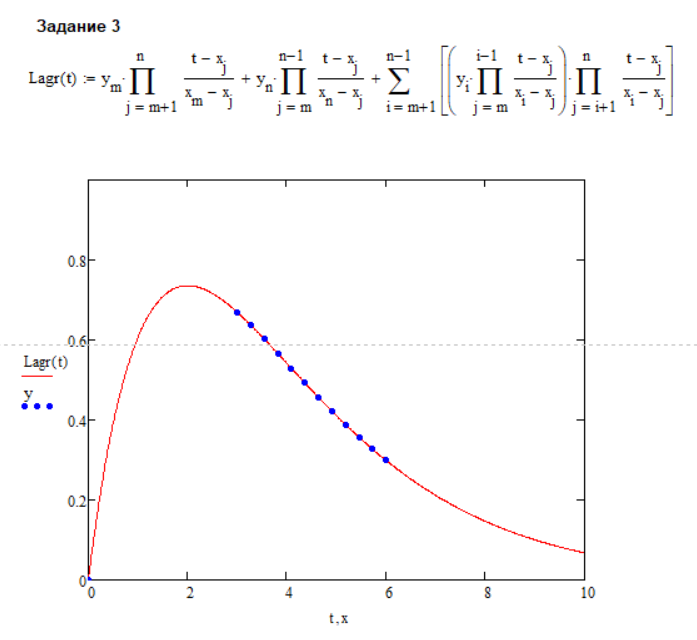 Задание 3
n n−1 n−1 i−1 n
Lagr(t) := y_m·∏ (t − x_j)/(x_m − x_j) + y_n·∏ (t − x_j)/(x_n − x_j) + ∑ [(y_i·∏ (t − x_j)/(x_i − x_j))·∏ (t − x_j)/(x_i − x_j)]
j = m+1 j = m i = m+1 j = m j = i+1
0.8
0.6
Lagr(t)
y
0.4
0.2
0
0 2 4 6 8 10
t,x